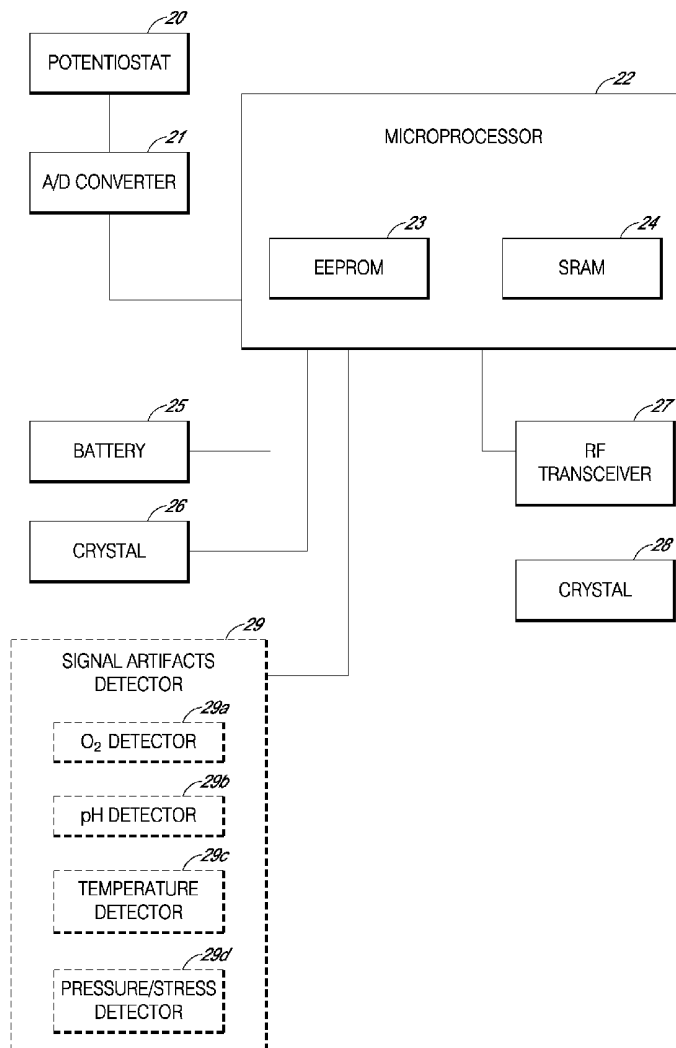 20
POTENTIOSTAT
22
MICROPROCESSOR
21
A/D CONVERTER
23
EEPROM
24
SRAM
25
BATTERY
27
RF
TRANSCEIVER
26
CRYSTAL
28
CRYSTAL
29
SIGNAL ARTIFACTS
DETECTOR
29a
O₂ DETECTOR
29b
pH DETECTOR
29c
TEMPERATURE
DETECTOR
29d
PRESSURE/STRESS
DETECTOR